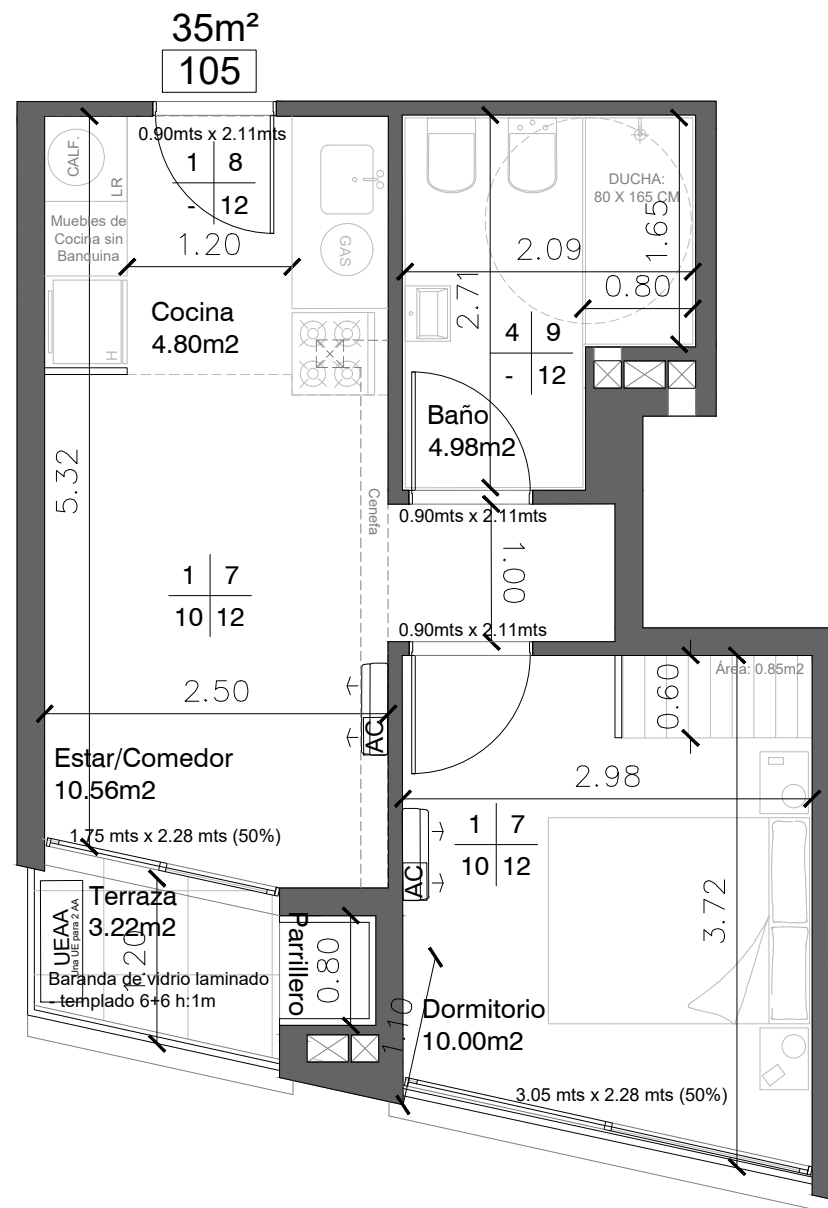 35m²
105
0.90mts x 2.11mts
CALF.
LR
1 8
- 12
Muebles de
Cocina sin
Banquina
1.20
GAS
DUCHA:
80 X 165 CM
1.65
2.09
2.71
0.80
H
Cocina
4.80m2
4 9
- 12
Baño
4.98m2
5.32
Cenefa
0.90mts x 2.11mts
1.00
1 7
10 12
0.90mts x 2.11mts
Área: 0.85m2
0.60
2.50
AC
Estar/Comedor
10.56m2
2.98
1.75 mts x 2.28 mts (50%)
1 7
10 12
AC
3.72
Terraza
3.22m2
UEAA
Una UE para 2 AA
1.20
Parrillero
0.80
Baranda de vidrio laminado
- templado 6+6 h:1m
1.10
Dormitorio
10.00m2
3.05 mts x 2.28 mts (50%)